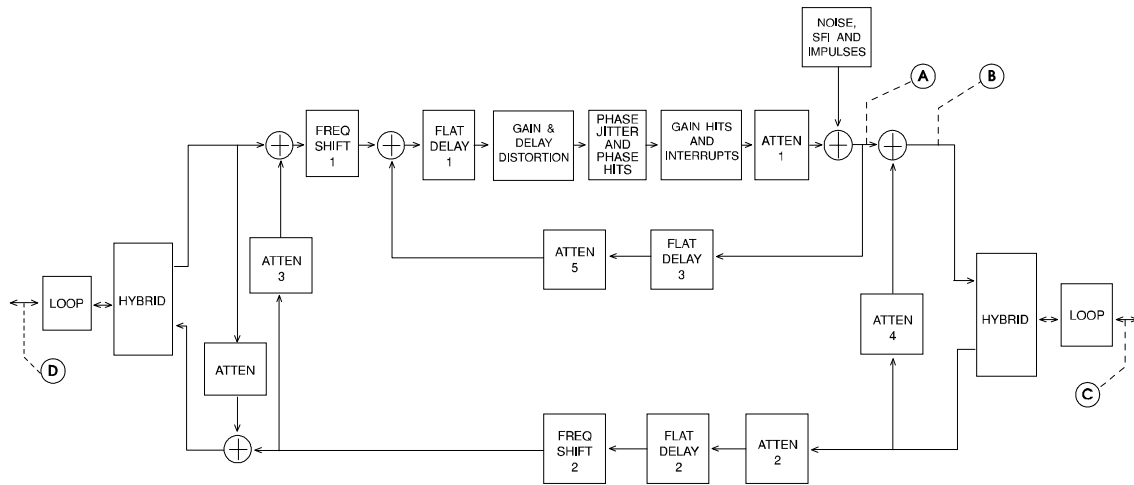 NOISE,
SFI AND
IMPULSES
A
B
FREQ
SHIFT
1
FLAT
DELAY
1
GAIN &
DELAY
DISTORTION
PHASE
JITTER
AND
PHASE
HITS
GAIN HITS
AND
INTERRUPTS
ATTEN
1
ATTEN
3
ATTEN
5
FLAT
DELAY
3
LOOP
HYBRID
ATTEN
4
HYBRID
LOOP
D
ATTEN
C
FREQ
SHIFT
2
FLAT
DELAY
2
ATTEN
2